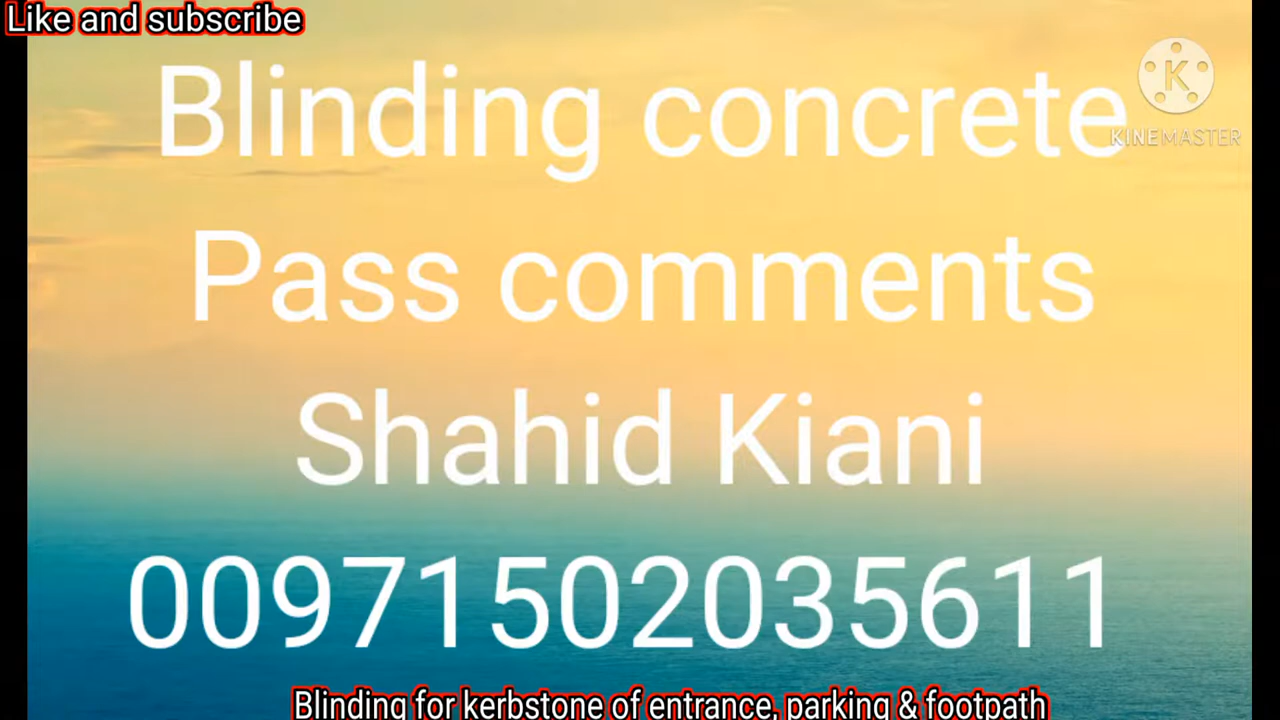 Like and subscribe
Blinding concrete
KINEMASTER
Pass comments
Shahid Kiani
00971502035611
Blinding for kerbstone of entrance, parking & footpath